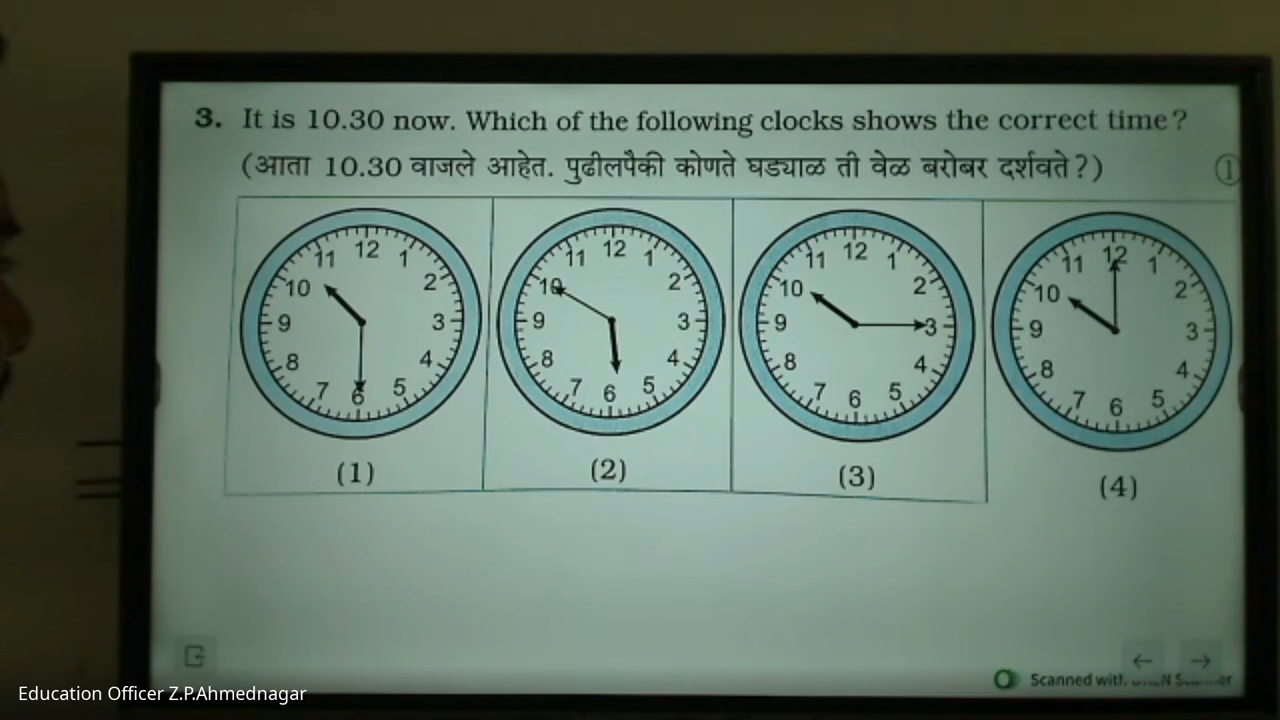 3. It is 10.30 now. Which of the following clocks shows the correct time?
(आता 10.30 वाजले आहेत. पुढीलपैकी कोणते घड्याळ ती वेळ बरोबर दर्शवते?) 1
12 1 2 3 4 5 6 7 8 9 10 11
12 1 2 3 4 5 6 7 8 9 10 11
12 1 2 3 4 5 6 7 8 9 10 11
12 1 2 3 4 5 6 7 8 9 10 11
(1) (2) (3) (4)
Scanned with
Education Officer Z.P.Ahmednagar